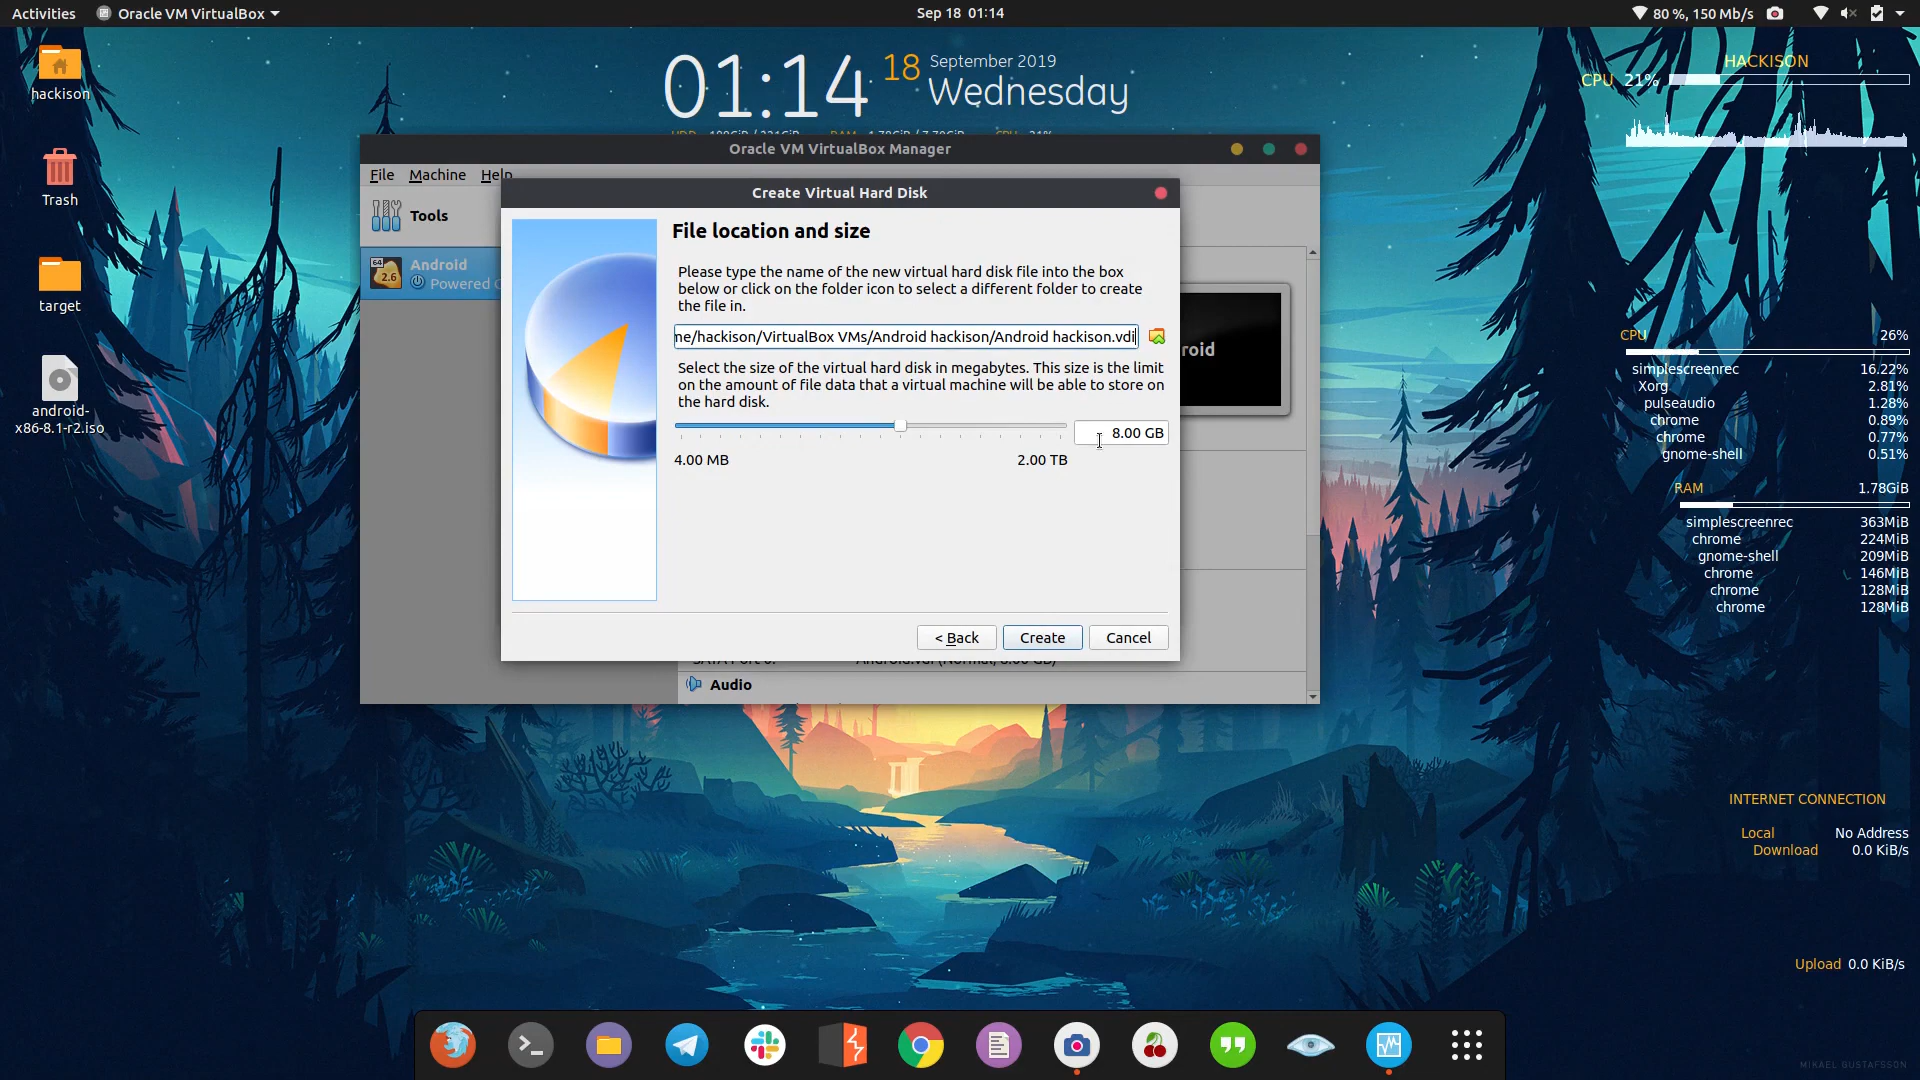 Activities
Oracle VM VirtualBox
Sep 18 01:14
80 %, 150 Mb/s
hackison
Trash
target
android-
x86-8.1-r2.iso
01:14
18
September 2019
Wednesday
HACKISON
CPU 21%
Oracle VM VirtualBox Manager
File Machine Help
Tools
64
2.6
Android
Powered
Create Virtual Hard Disk
File location and size
Please type the name of the new virtual hard disk file into the box
below or click on the folder icon to select a different folder to create
the file in.
me/hackison/VirtualBox VMs/Android hackison/Android hackison.vdi
Select the size of the virtual hard disk in megabytes. This size is the limit
on the amount of file data that a virtual machine will be able to store on
the hard disk.
8.00 GB
4.00 MB
2.00 TB
< Back
Create
Cancel
roid
Audio
CPU 26%
simplescreenrec 16.22%
Xorg 2.81%
pulseaudio 1.28%
chrome 0.89%
chrome 0.77%
gnome-shell 0.51%
RAM 1.78GiB
simplescreenrec 363MiB
chrome 224MiB
gnome-shell 209MiB
chrome 146MiB
chrome 128MiB
chrome 128MiB
INTERNET CONNECTION
Local No Address
Download 0.0 KiB/s
Upload 0.0 KiB/s
MIKAEL GUSTAFSSON